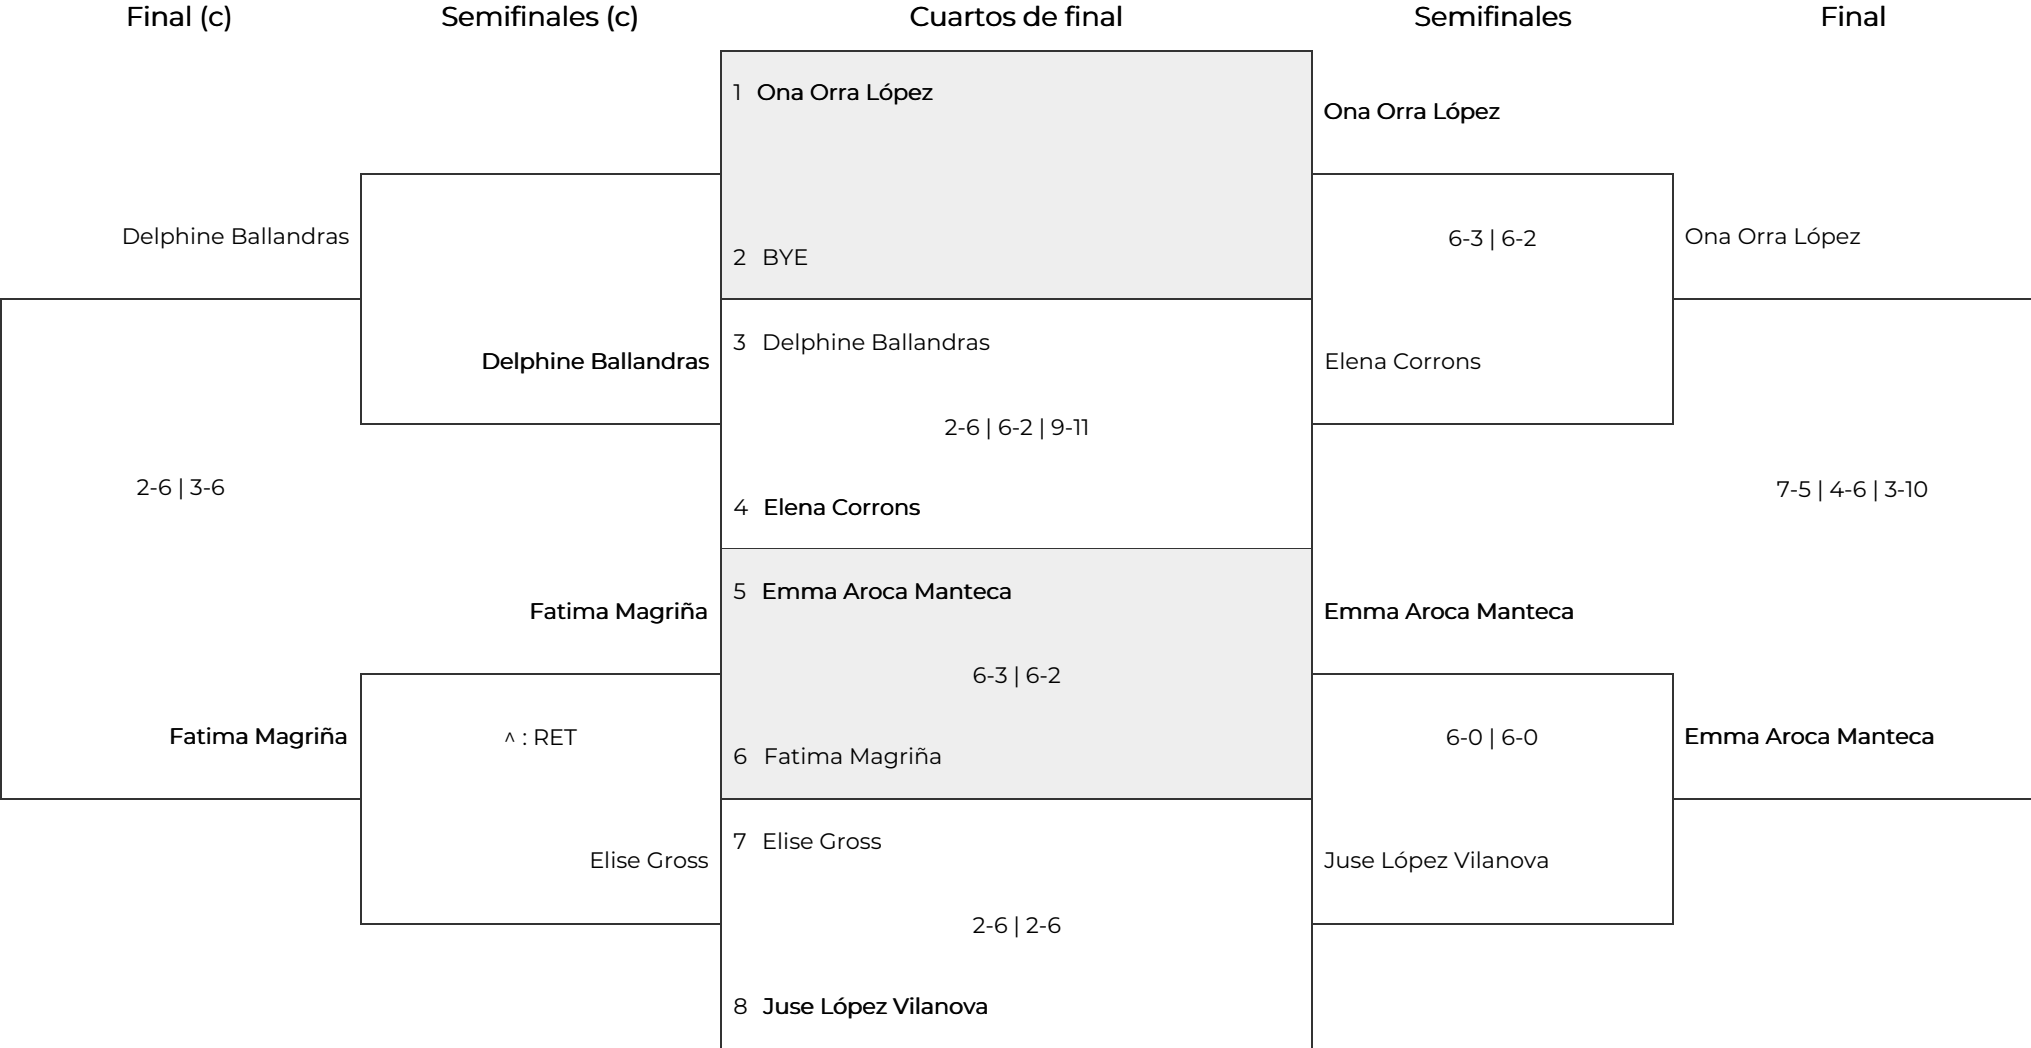 Final (c)
Semifinales (c)
Cuartos de final
Semifinales
Final
1 Ona Orra López
Ona Orra López
Delphine Ballandras
2 BYE
6-3 | 6-2
Ona Orra López
Delphine Ballandras
3 Delphine Ballandras
Elena Corrons
2-6 | 6-2 | 9-11
2-6 | 3-6
4 Elena Corrons
7-5 | 4-6 | 3-10
Fatima Magriña
5 Emma Aroca Manteca
Emma Aroca Manteca
6-3 | 6-2
Fatima Magriña
^ : RET
6 Fatima Magriña
6-0 | 6-0
Emma Aroca Manteca
Elise Gross
7 Elise Gross
Juse López Vilanova
2-6 | 2-6
8 Juse López Vilanova